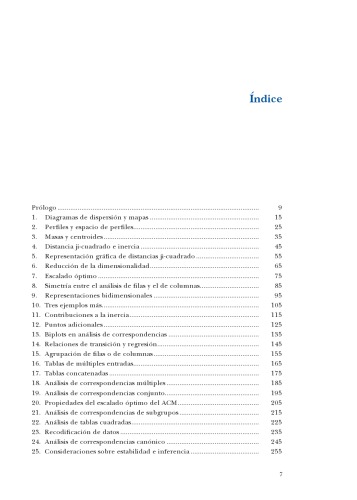 Índice
Prólogo ........ 9
1. Diagramas de dispersión y mapas ........ 15
2. Perfiles y espacio de perfiles ........ 25
3. Masas y centroides ........ 35
4. Distancia ji-cuadrado e inercia ........ 45
5. Representación gráfica de distancias ji-cuadrado ........ 55
6. Reducción de la dimensionalidad ........ 65
7. Escalado óptimo ........ 75
8. Simetría entre el análisis de filas y el de columnas ........ 85
9. Representaciones bidimensionales ........ 95
10. Tres ejemplos más ........ 105
11. Contribuciones a la inercia ........ 115
12. Puntos adicionales ........ 125
13. Biplots en análisis de correspondencias ........ 135
14. Relaciones de transición y regresión ........ 145
15. Agrupación de filas o de columnas ........ 155
16. Tablas de múltiples entradas ........ 165
17. Tablas concatenadas ........ 175
18. Análisis de correspondencias múltiples ........ 185
19. Análisis de correspondencias conjunto ........ 195
20. Propiedades del escalado óptimo del ACM ........ 205
21. Análisis de correspondencias de subgrupos ........ 215
22. Análisis de tablas cuadradas ........ 225
23. Recodificación de datos ........ 235
24. Análisis de correspondencias canónico ........ 245
25. Consideraciones sobre estabilidad e inferencia ........ 255
7